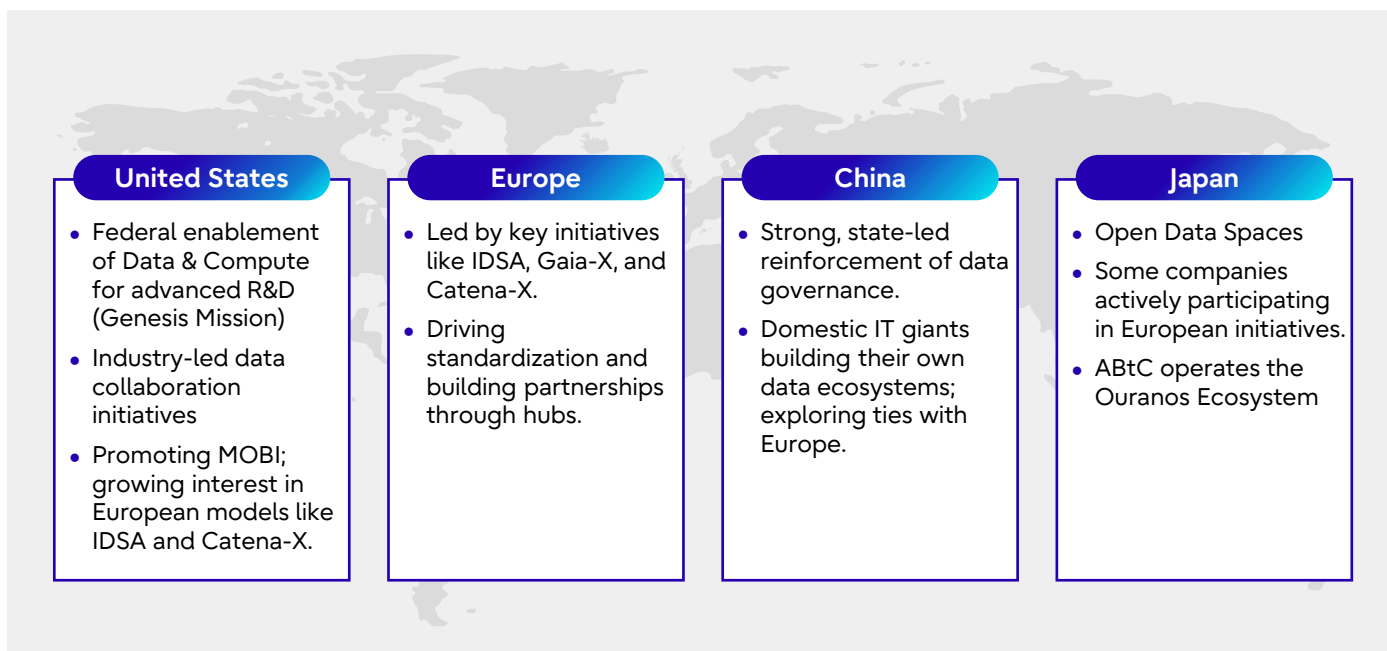 United States
• Federal enablement
of Data & Compute
for advanced R&D
(Genesis Mission)
• Industry-led data
collaboration
initiatives
• Promoting MOBI;
growing interest in
European models like
IDSA and Catena-X.
Europe
• Led by key initiatives
like IDSA, Gaia-X, and
Catena-X.
• Driving
standardization and
building partnerships
through hubs.
China
• Strong, state-led
reinforcement of data
governance.
• Domestic IT giants
building their own
data ecosystems;
exploring ties with
Europe.
Japan
• Open Data Spaces
• Some companies
actively participating
in European initiatives.
• ABtC operates the
Ouranos Ecosystem